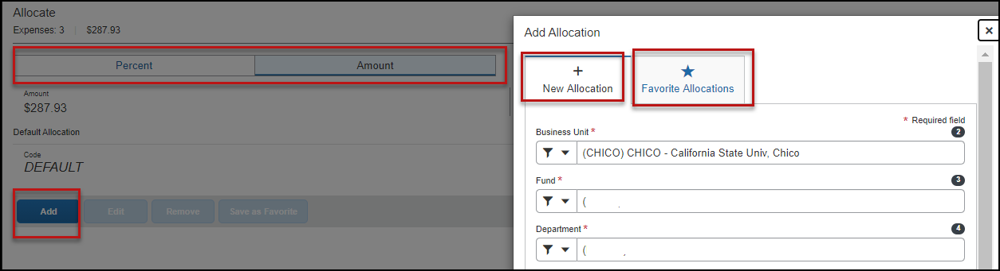 Allocate
Expenses: 3 | $287.93
Percent
Amount
Amount
$287.93
Default Allocation
Code
DEFAULT
Add
Edit
Remove
Save as Favorite
Add Allocation
×
+
New Allocation
★
Favorite Allocations
* Required field
Business Unit *
2
(CHICO) CHICO - California State Univ, Chico
Fund *
3
( .
Department *
4
( ,